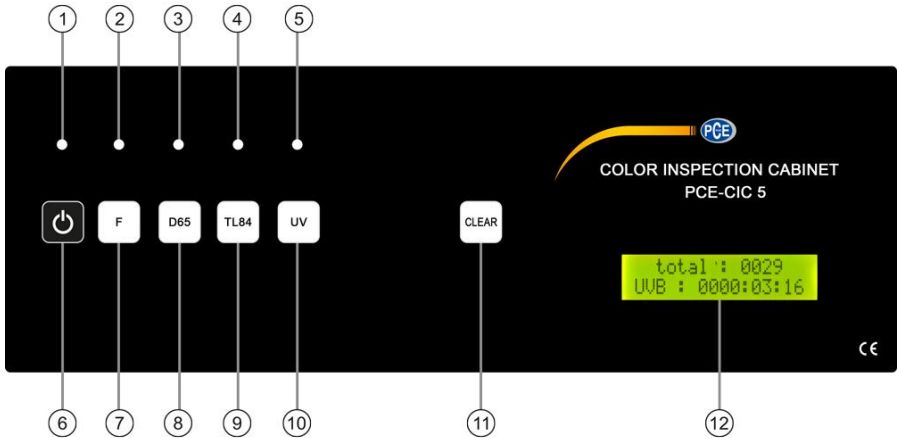 1 2 3 4 5
PCE
COLOR INSPECTION CABINET
PCE-CIC 5
F D65 TL84 UV CLEAR
total : 0029
UVB : 0000:03:16
CE
6 7 8 9 10 11 12